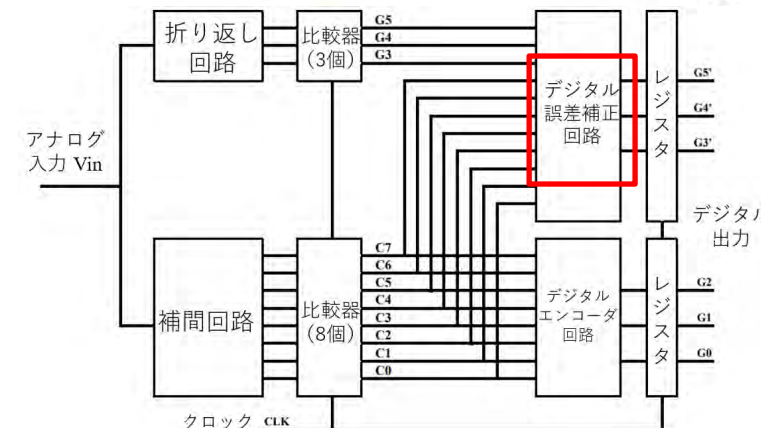 折り返し
回路
比較器
(3個)
G5
G4
G3
デジタル
誤差補正
回路
レジスタ
G5'
G4'
G3'
アナログ
入力 Vin
デジタル
出力
補間回路
比較器
(8個)
C7
C6
C5
C4
C3
C2
C1
C0
デジタル
エンコーダ
回路
レジスタ
G2
G1
G0
クロック CLK